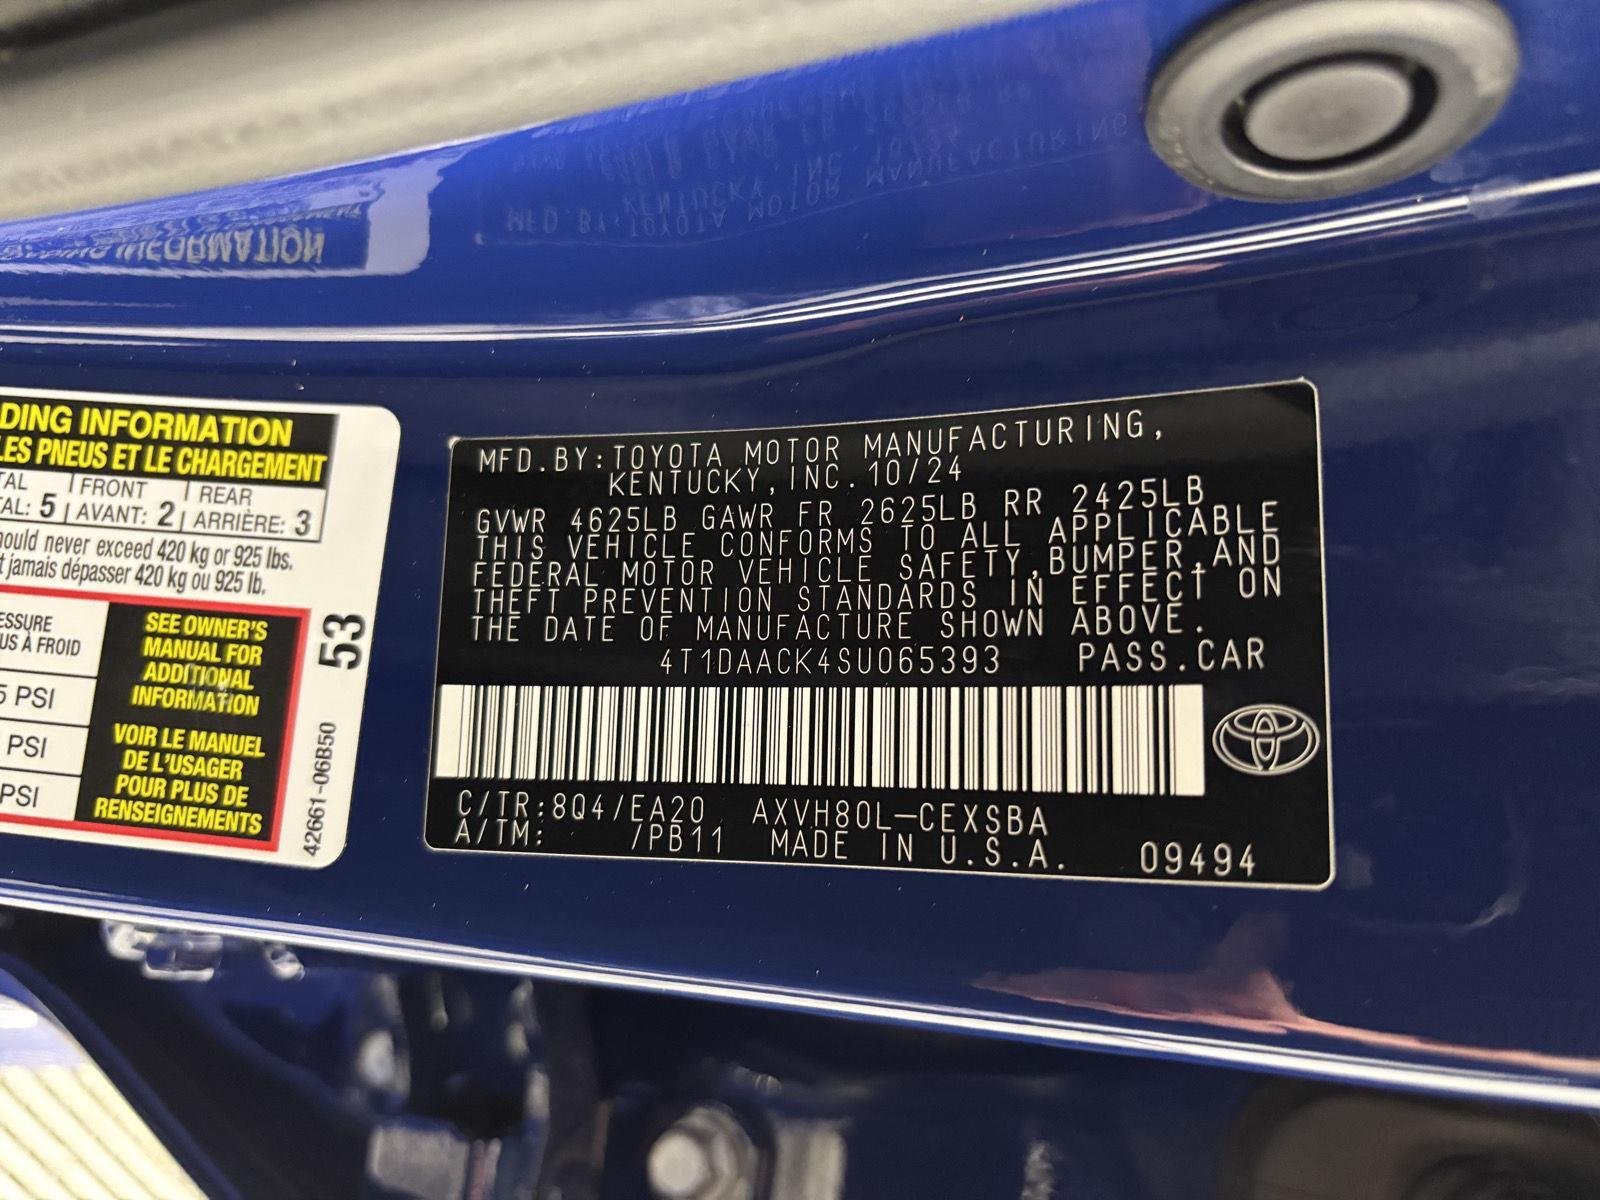 DING INFORMATION
LES PNEUS ET LE CHARGEMENT
TAL FRONT REAR
AL: 5 AVANT: 2 ARRIÈRE: 3
ould never exceed 420 kg or 925 lbs.
t jamais dépasser 420 kg ou 925 lb.
ESSURE
US À FROID
5 PSI
PSI
PSI
SEE OWNER'S
MANUAL FOR
ADDITIONAL
INFORMATION
VOIR LE MANUEL
DE L'USAGER
POUR PLUS DE
RENSEIGNEMENTS
53
42661-06B50
MFD.BY:TOYOTA MOTOR MANUFACTURING,
KENTUCKY,INC.10/24
GVWR 4625LB GAWR FR 2625LB RR 2425LB
THIS VEHICLE CONFORMS TO ALL APPLICABLE
FEDERAL MOTOR VEHICLE SAFETY,BUMPER,AND
THEFT PREVENTION STANDARDS IN EFFECT ON
THE DATE OF MANUFACTURE SHOWN ABOVE.
4T1DAACK4SU065393 PASS.CAR
C/TR:8Q4/EA20 AXVH80L-CEXSBA
A/TM: /PB11 MADE IN U.S.A. 09494